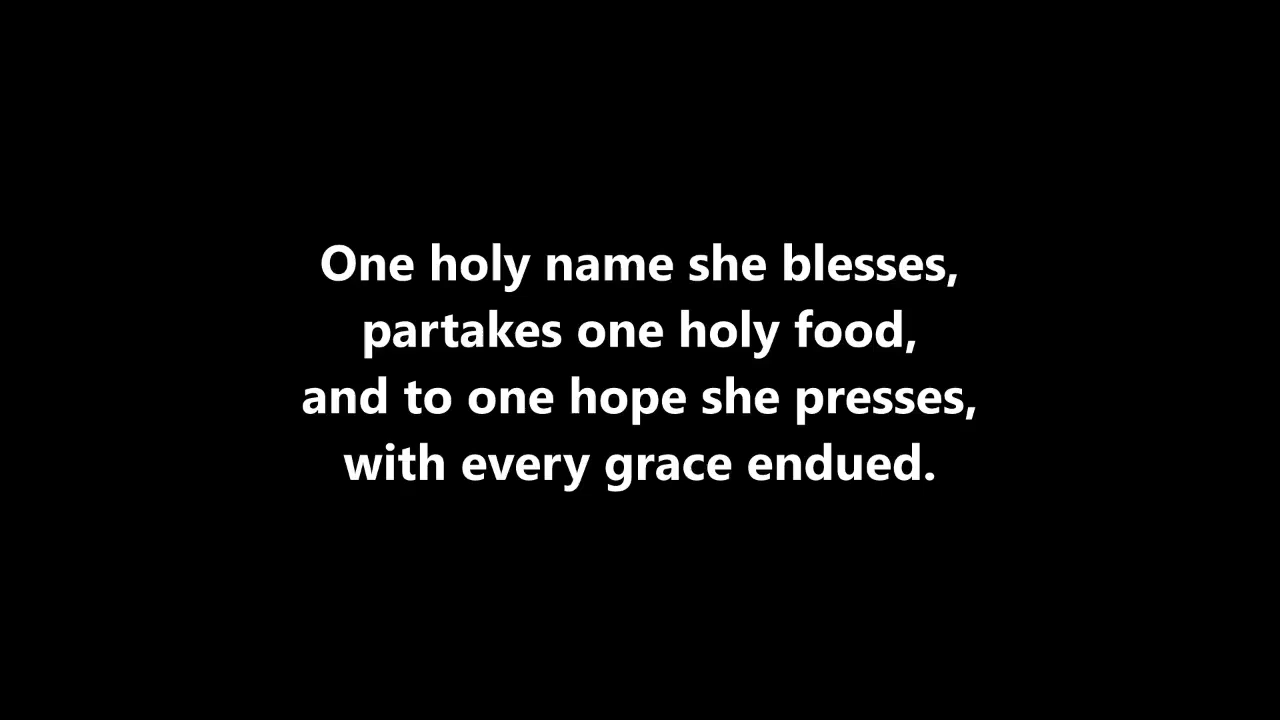 One holy name she blesses,
partakes one holy food,
and to one hope she presses,
with every grace endued.